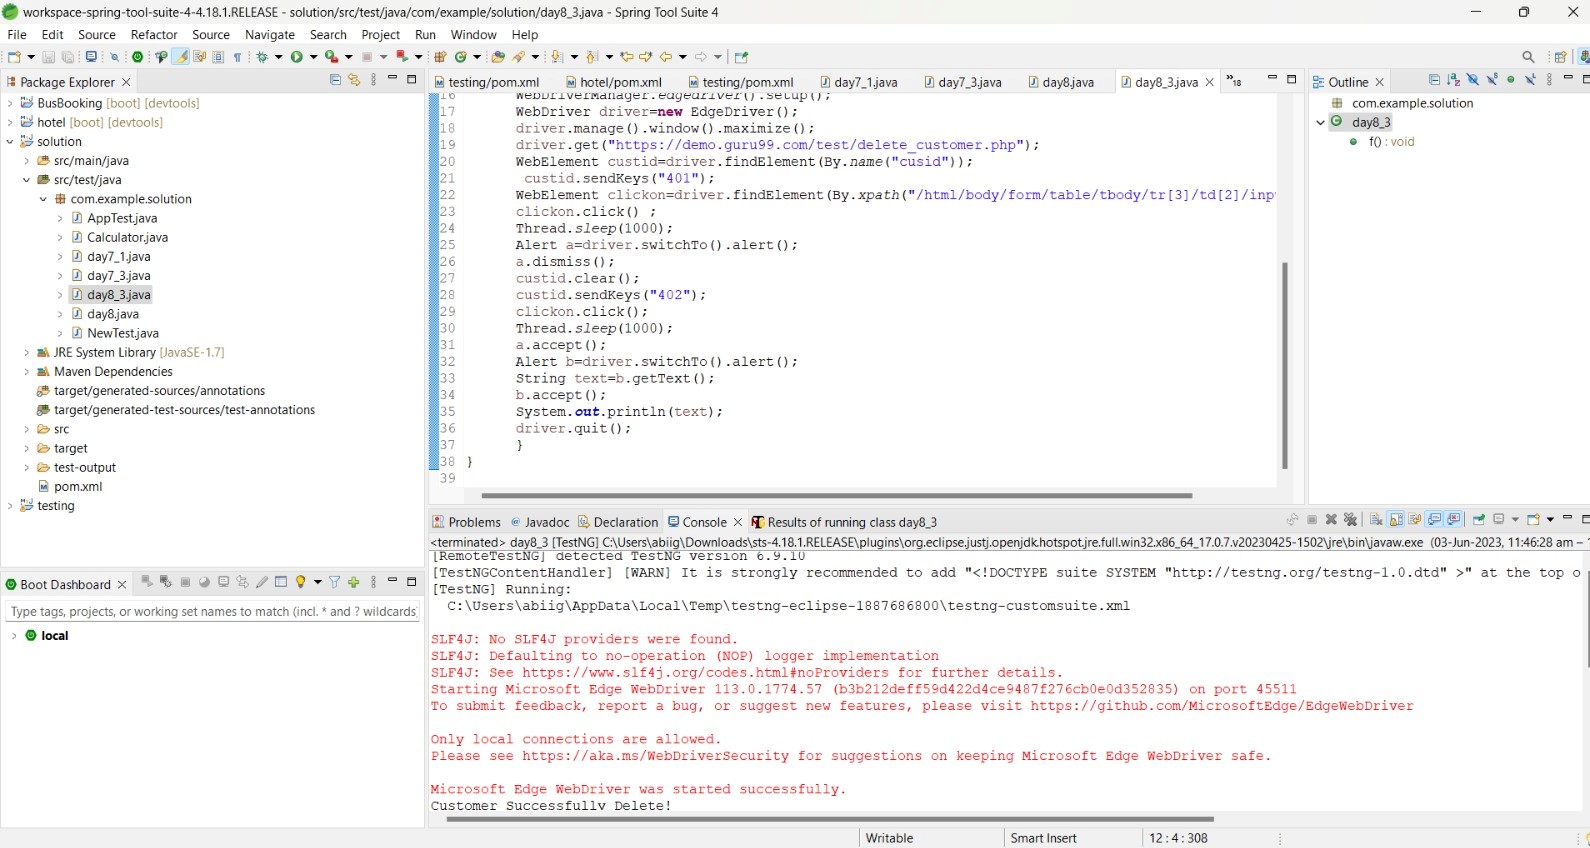 workspace-spring-tool-suite-4-4.18.1.RELEASE - solution/src/test/java/com/example/solution/day8_3.java - Spring Tool Suite 4
File Edit Source Refactor Source Navigate Search Project Run Window Help
Package Explorer
BusBooking [boot] [devtools]
hotel [boot] [devtools]
solution
src/main/java
src/test/java
com.example.solution
AppTest.java
Calculator.java
day7_1.java
day7_3.java
day8_3.java
day8.java
NewTest.java
JRE System Library [JavaSE-1.7]
Maven Dependencies
target/generated-sources/annotations
target/generated-test-sources/test-annotations
src
target
test-output
pom.xml
testing
Boot Dashboard
Type tags, projects, or working set names to match (incl. * and ? wildcards)
local
testing/pom.xml hotel/pom.xml testing/pom.xml day7_1.java day7_3.java day8.java day8_3.java »18
16 WebDriverManager.edgedriver().setup();
17 WebDriver driver=new EdgeDriver();
18 driver.manage().window().maximize();
19 driver.get("https://demo.guru99.com/test/delete_customer.php");
20 WebElement custid=driver.findElement(By.name("cusid"));
21 custid.sendKeys("401");
22 WebElement clickon=driver.findElement(By.xpath("/html/body/form/table/tbody/tr[3]/td[2]/inp
23 clickon.click() ;
24 Thread.sleep(1000);
25 Alert a=driver.switchTo().alert();
26 a.dismiss();
27 custid.clear();
28 custid.sendKeys("402");
29 clickon.click();
30 Thread.sleep(1000);
31 a.accept();
32 Alert b=driver.switchTo().alert();
33 String text=b.getText();
34 b.accept();
35 System.out.println(text);
36 driver.quit();
37 }
38 }
39
Outline
com.example.solution
day8_3
f() : void
Problems @ Javadoc Declaration Console Results of running class day8_3
<terminated> day8_3 [TestNG] C:\Users\abiig\Downloads\sts-4.18.1.RELEASE\plugins\org.eclipse.justj.openjdk.hotspot.jre.full.win32.x86_64_17.0.7.v20230425-1502\jre\bin\javaw.exe (03-Jun-2023, 11:46:28 am –
[RemoteTestNG] detected TestNG version 6.9.10
[TestNGContentHandler] [WARN] It is strongly recommended to add "<!DOCTYPE suite SYSTEM "http://testng.org/testng-1.0.dtd" >" at the top o
[TestNG] Running:
C:\Users\abiig\AppData\Local\Temp\testng-eclipse-1887686800\testng-customsuite.xml
SLF4J: No SLF4J providers were found.
SLF4J: Defaulting to no-operation (NOP) logger implementation
SLF4J: See https://www.slf4j.org/codes.html#noProviders for further details.
Starting Microsoft Edge WebDriver 113.0.1774.57 (b3b212deff59d422d4ce9487f276cb0e0d352835) on port 45511
To submit feedback, report a bug, or suggest new features, please visit https://github.com/MicrosoftEdge/EdgeWebDriver
Only local connections are allowed.
Please see https://aka.ms/WebDriverSecurity for suggestions on keeping Microsoft Edge WebDriver safe.
Microsoft Edge WebDriver was started successfully.
Customer Successfully Delete!
Writable Smart Insert 12 : 4 : 308